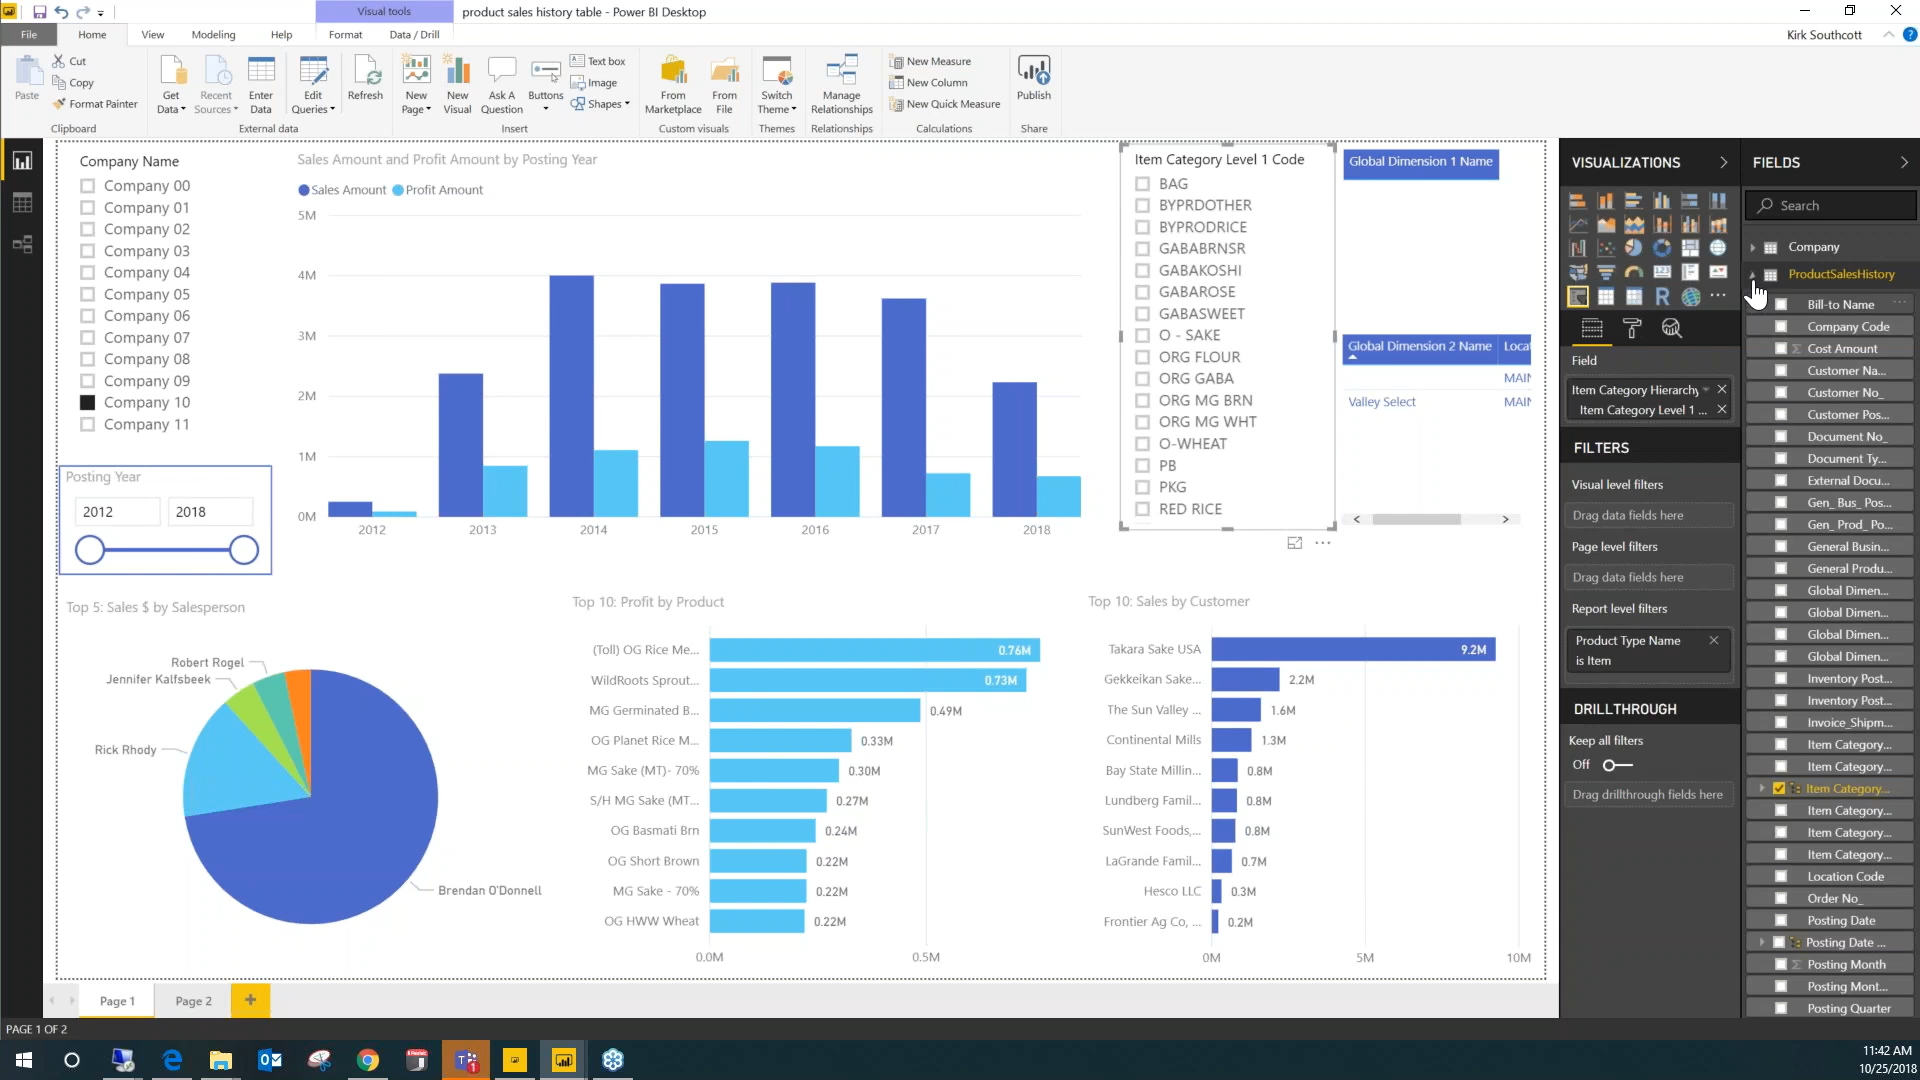 Visual tools
product sales history table - Power BI Desktop
File
Home
View
Modeling
Help
Format
Data / Drill
Kirk Southcott
?
Paste
Cut
Copy
Format Painter
Clipboard
Get
Data
Recent
Sources
Enter
Data
Edit
Queries
Refresh
External data
New
Page
New
Visual
Ask A
Question
Buttons
Text box
Image
Shapes
Insert
From
Marketplace
From
File
Custom visuals
Switch
Theme
Themes
Manage
Relationships
Relationships
New Measure
New Column
New Quick Measure
Calculations
Publish
Share
Company Name
Company 00
Company 01
Company 02
Company 03
Company 04
Company 05
Company 06
Company 07
Company 08
Company 09
Company 10
Company 11
Posting Year
2012
2018
Sales Amount and Profit Amount by Posting Year
Sales Amount
Profit Amount
5M
4M
3M
2M
1M
0M
2012
2013
2014
2015
2016
2017
2018
Item Category Level 1 Code
BAG
BYPRDOTHER
BYPRODRICE
GABABRNSR
GABAKOSHI
GABAROSE
GABASWEET
O - SAKE
ORG FLOUR
ORG GABA
ORG MG BRN
ORG MG WHT
O-WHEAT
PB
PKG
RED RICE
Global Dimension 1 Name
Global Dimension 2 Name
Locat
MAIN
Valley Select
MAIN
Top 5: Sales $ by Salesperson
Robert Rogel
Jennifer Kalfsbeek
Rick Rhody
Brendan O'Donnell
Top 10: Profit by Product
(Toll) OG Rice Me...
0.76M
WildRoots Sprout...
0.73M
MG Germinated B...
0.49M
OG Planet Rice M...
0.33M
MG Sake (MT)- 70%
0.30M
S/H MG Sake (MT...
0.27M
OG Basmati Brn
0.24M
OG Short Brown
0.22M
MG Sake - 70%
0.22M
OG HWW Wheat
0.22M
0.0M
0.5M
Top 10: Sales by Customer
Takara Sake USA
9.2M
Gekkeikan Sake...
2.2M
The Sun Valley ...
1.6M
Continental Mills
1.3M
Bay State Millin...
0.8M
Lundberg Famil...
0.8M
SunWest Foods,...
0.8M
LaGrande Famil...
0.7M
Hesco LLC
0.3M
Frontier Ag Co, ...
0.2M
0M
5M
10M
VISUALIZATIONS
R
Field
Item Category Hierarchy
Item Category Level 1 ...
FILTERS
Visual level filters
Drag data fields here
Page level filters
Drag data fields here
Report level filters
Product Type Name
is Item
DRILLTHROUGH
Keep all filters
Off
Drag drillthrough fields here
FIELDS
Search
Company
ProductSalesHistory
Bill-to Name
Company Code
Cost Amount
Customer Na...
Customer No_
Customer Pos...
Document No_
Document Ty...
External Docu...
Gen_ Bus_ Pos...
Gen_ Prod_ Po...
General Busin...
General Produ...
Global Dimen...
Global Dimen...
Global Dimen...
Global Dimen...
Inventory Post...
Inventory Post...
Invoice_Shipm...
Item Category...
Item Category...
Item Category...
Item Category...
Item Category...
Item Category...
Location Code
Order No_
Posting Date
Posting Date ...
Posting Month
Posting Mont...
Posting Quarter
Page 1
Page 2
PAGE 1 OF 2
11:42 AM
10/25/2018